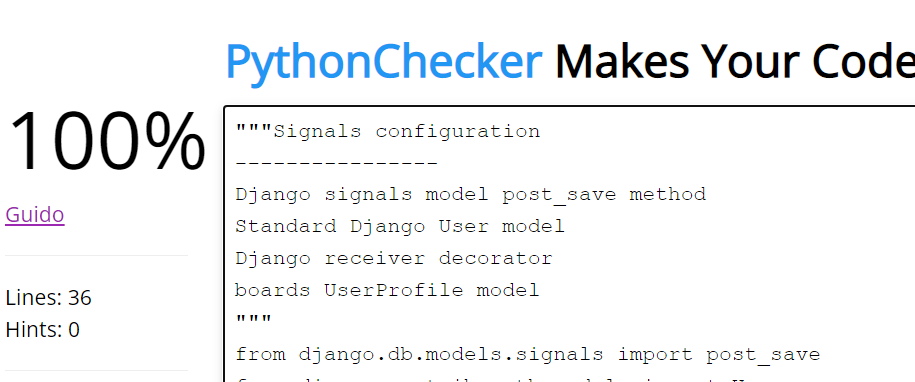 PythonChecker Makes Your Code
100%
Guido
Lines: 36
Hints: 0
"""Signals configuration
----------------
Django signals model post_save method
Standard Django User model
Django receiver decorator
boards UserProfile model
"""
from django.db.models.signals import post_save